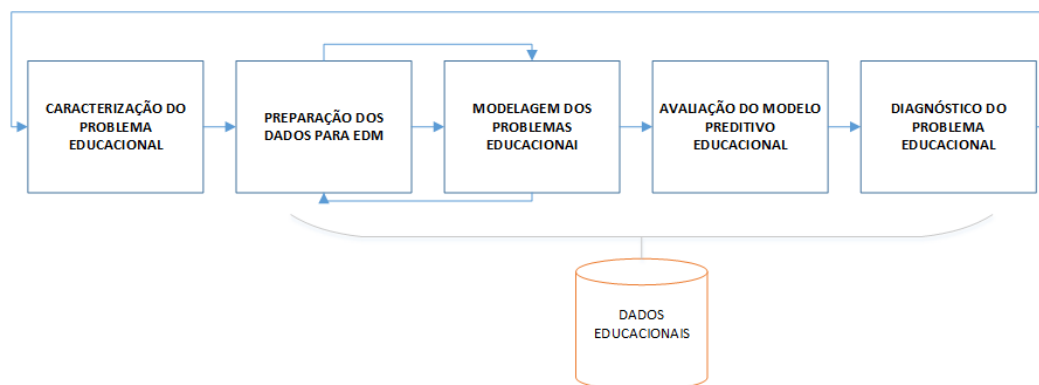 CARACTERIZAÇÃO DO
PROBLEMA
EDUCACIONAL
PREPARAÇÃO DOS
DADOS PARA EDM
MODELAGEM DOS
PROBLEMAS
EDUCACIONAI
AVALIAÇÃO DO MODELO
PREDITIVO
EDUCACIONAL
DIAGNÓSTICO DO
PROBLEMA
EDUCACIONAL
DADOS
EDUCACIONAIS